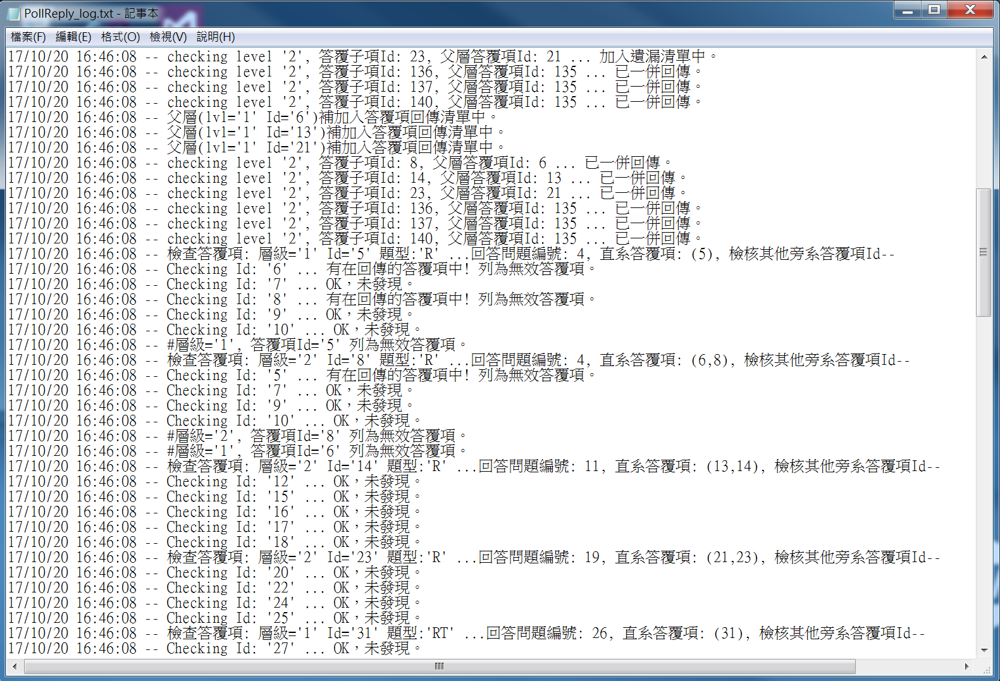 PollReply_log.txt - 記事本
檔案(F) 編輯(E) 格式(O) 檢視(V) 說明(H)
17/10/20 16:46:08 -- checking level '2', 答覆子項Id: 23, 父層答覆項Id: 21 ... 加入遺漏清單中。
17/10/20 16:46:08 -- checking level '2', 答覆子項Id: 136, 父層答覆項Id: 135 ... 已一併回傳。
17/10/20 16:46:08 -- checking level '2', 答覆子項Id: 137, 父層答覆項Id: 135 ... 已一併回傳。
17/10/20 16:46:08 -- checking level '2', 答覆子項Id: 140, 父層答覆項Id: 135 ... 已一併回傳。
17/10/20 16:46:08 -- 父層(lvl='1' Id='6')補加入答覆項回傳清單中。
17/10/20 16:46:08 -- 父層(lvl='1' Id='13')補加入答覆項回傳清單中。
17/10/20 16:46:08 -- 父層(lvl='1' Id='21')補加入答覆項回傳清單中。
17/10/20 16:46:08 -- checking level '2', 答覆子項Id: 8, 父層答覆項Id: 6 ... 已一併回傳。
17/10/20 16:46:08 -- checking level '2', 答覆子項Id: 14, 父層答覆項Id: 13 ... 已一併回傳。
17/10/20 16:46:08 -- checking level '2', 答覆子項Id: 23, 父層答覆項Id: 21 ... 已一併回傳。
17/10/20 16:46:08 -- checking level '2', 答覆子項Id: 136, 父層答覆項Id: 135 ... 已一併回傳。
17/10/20 16:46:08 -- checking level '2', 答覆子項Id: 137, 父層答覆項Id: 135 ... 已一併回傳。
17/10/20 16:46:08 -- checking level '2', 答覆子項Id: 140, 父層答覆項Id: 135 ... 已一併回傳。
17/10/20 16:46:08 -- 檢查答覆項: 層級='1' Id='5' 題型:'R' ...回答問題編號: 4, 直系答覆項: (5), 檢核其他旁系答覆項Id--
17/10/20 16:46:08 -- Checking Id: '6' ... 有在回傳的答覆項中! 列為無效答覆項。
17/10/20 16:46:08 -- Checking Id: '7' ... OK，未發現。
17/10/20 16:46:08 -- Checking Id: '8' ... 有在回傳的答覆項中! 列為無效答覆項。
17/10/20 16:46:08 -- Checking Id: '9' ... OK，未發現。
17/10/20 16:46:08 -- Checking Id: '10' ... OK，未發現。
17/10/20 16:46:08 -- #層級='1', 答覆項Id='5' 列為無效答覆項。
17/10/20 16:46:08 -- 檢查答覆項: 層級='2' Id='8' 題型:'R' ...回答問題編號: 4, 直系答覆項: (6,8), 檢核其他旁系答覆項Id--
17/10/20 16:46:08 -- Checking Id: '5' ... 有在回傳的答覆項中! 列為無效答覆項。
17/10/20 16:46:08 -- Checking Id: '7' ... OK，未發現。
17/10/20 16:46:08 -- Checking Id: '9' ... OK，未發現。
17/10/20 16:46:08 -- Checking Id: '10' ... OK，未發現。
17/10/20 16:46:08 -- #層級='2', 答覆項Id='8' 列為無效答覆項。
17/10/20 16:46:08 -- #層級='1', 答覆項Id='6' 列為無效答覆項。
17/10/20 16:46:08 -- 檢查答覆項: 層級='2' Id='14' 題型:'R' ...回答問題編號: 11, 直系答覆項: (13,14), 檢核其他旁系答覆項Id--
17/10/20 16:46:08 -- Checking Id: '12' ... OK，未發現。
17/10/20 16:46:08 -- Checking Id: '15' ... OK，未發現。
17/10/20 16:46:08 -- Checking Id: '16' ... OK，未發現。
17/10/20 16:46:08 -- Checking Id: '17' ... OK，未發現。
17/10/20 16:46:08 -- Checking Id: '18' ... OK，未發現。
17/10/20 16:46:08 -- 檢查答覆項: 層級='2' Id='23' 題型:'R' ...回答問題編號: 19, 直系答覆項: (21,23), 檢核其他旁系答覆項Id--
17/10/20 16:46:08 -- Checking Id: '20' ... OK，未發現。
17/10/20 16:46:08 -- Checking Id: '22' ... OK，未發現。
17/10/20 16:46:08 -- Checking Id: '24' ... OK，未發現。
17/10/20 16:46:08 -- Checking Id: '25' ... OK，未發現。
17/10/20 16:46:08 -- 檢查答覆項: 層級='1' Id='31' 題型:'RT' ...回答問題編號: 26, 直系答覆項: (31), 檢核其他旁系答覆項Id--
17/10/20 16:46:08 -- Checking Id: '27' ... OK，未發現。